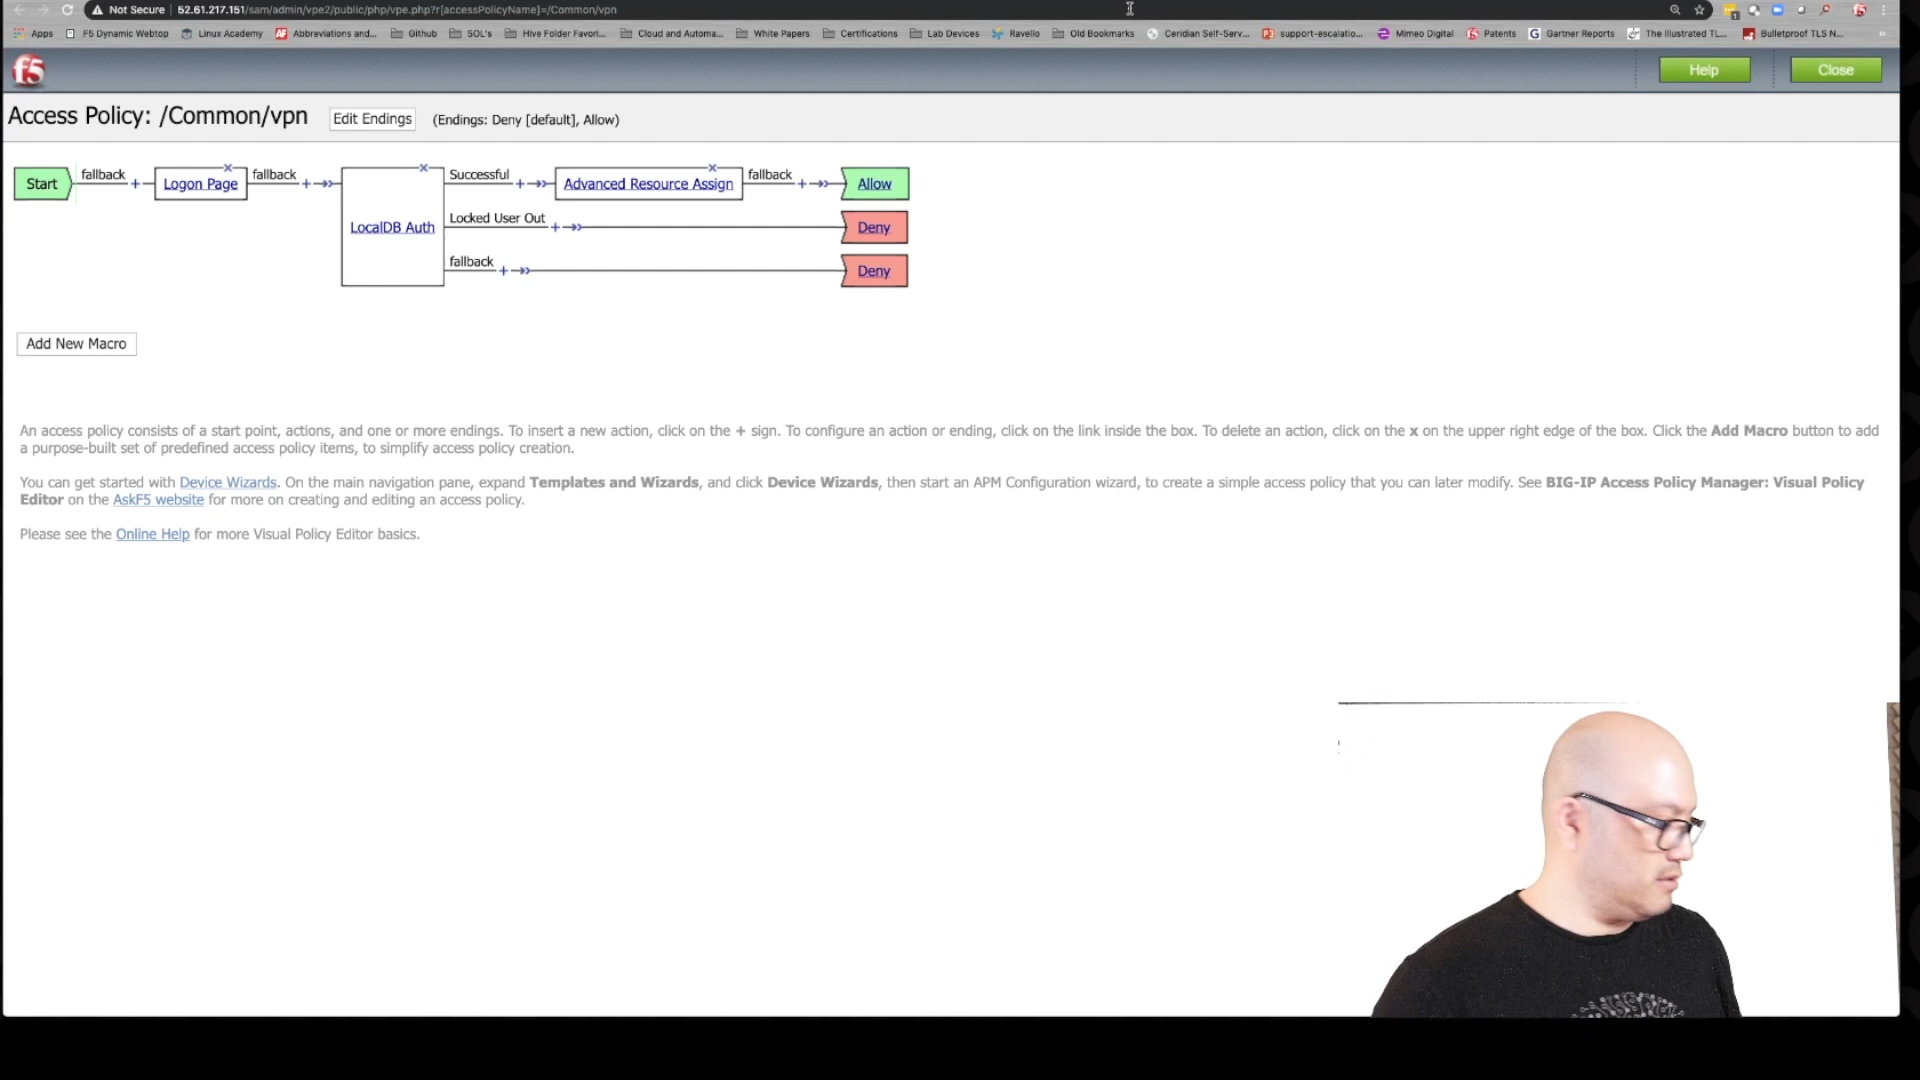 Not Secure | 52.61.217.151/sam/admin/vpe2/public/php/vpe.php?r[accessPolicyName]=/Common/vpn
Apps F5 Dynamic Webtop Linux Academy AF Abbreviations and... Github SOL's Hive Folder Favori... Cloud and Automa... White Papers Certifications Lab Devices Ravello Old Bookmarks Ceridian Self-Serv... support-escalatio... Mimeo Digital Patents G Gartner Reports The Illustrated TL... Bulletproof TLS N...
f5 Help Close
Access Policy: /Common/vpn Edit Endings (Endings: Deny [default], Allow)
Start fallback + Logon Page fallback + LocalDB Auth Successful + Advanced Resource Assign fallback + Allow
Locked User Out + Deny
fallback + Deny
Add New Macro
An access policy consists of a start point, actions, and one or more endings. To insert a new action, click on the + sign. To configure an action or ending, click on the link inside the box. To delete an action, click on the x on the upper right edge of the box. Click the Add Macro button to add
a purpose-built set of predefined access policy items, to simplify access policy creation.
You can get started with Device Wizards. On the main navigation pane, expand Templates and Wizards, and click Device Wizards, then start an APM Configuration wizard, to create a simple access policy that you can later modify. See BIG-IP Access Policy Manager: Visual Policy
Editor on the AskF5 website for more on creating and editing an access policy.
Please see the Online Help for more Visual Policy Editor basics.